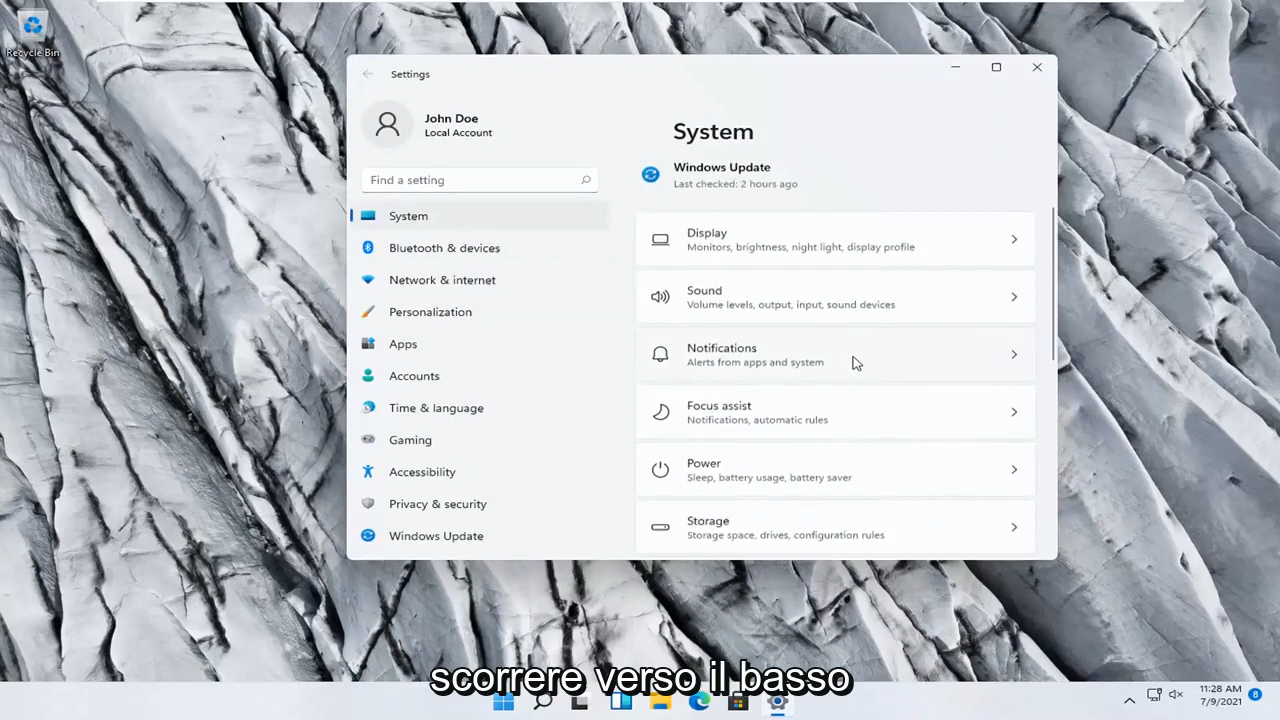 Recycle Bin
Settings
John Doe
Local Account
Find a setting
System
Bluetooth & devices
Network & internet
Personalization
Apps
Accounts
Time & language
Gaming
Accessibility
Privacy & security
Windows Update
System
Windows Update
Last checked: 2 hours ago
Display
Monitors, brightness, night light, display profile
Sound
Volume levels, output, input, sound devices
Notifications
Alerts from apps and system
Focus assist
Notifications, automatic rules
Power
Sleep, battery usage, battery saver
Storage
Storage space, drives, configuration rules
scorrere verso il basso
11:28 AM
7/9/2021
8